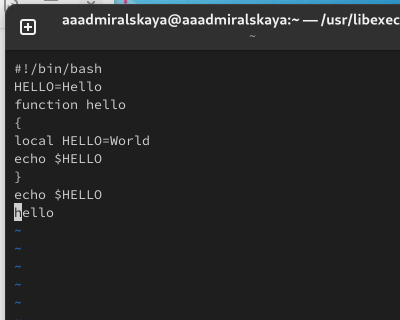 aaadmiralskaya@aaadmiralskaya:~ — /usr/libexec
~
#!/bin/bash
HELLO=Hello
function hello
{
local HELLO=World
echo $HELLO
}
echo $HELLO
hello
~
~
~
~
~